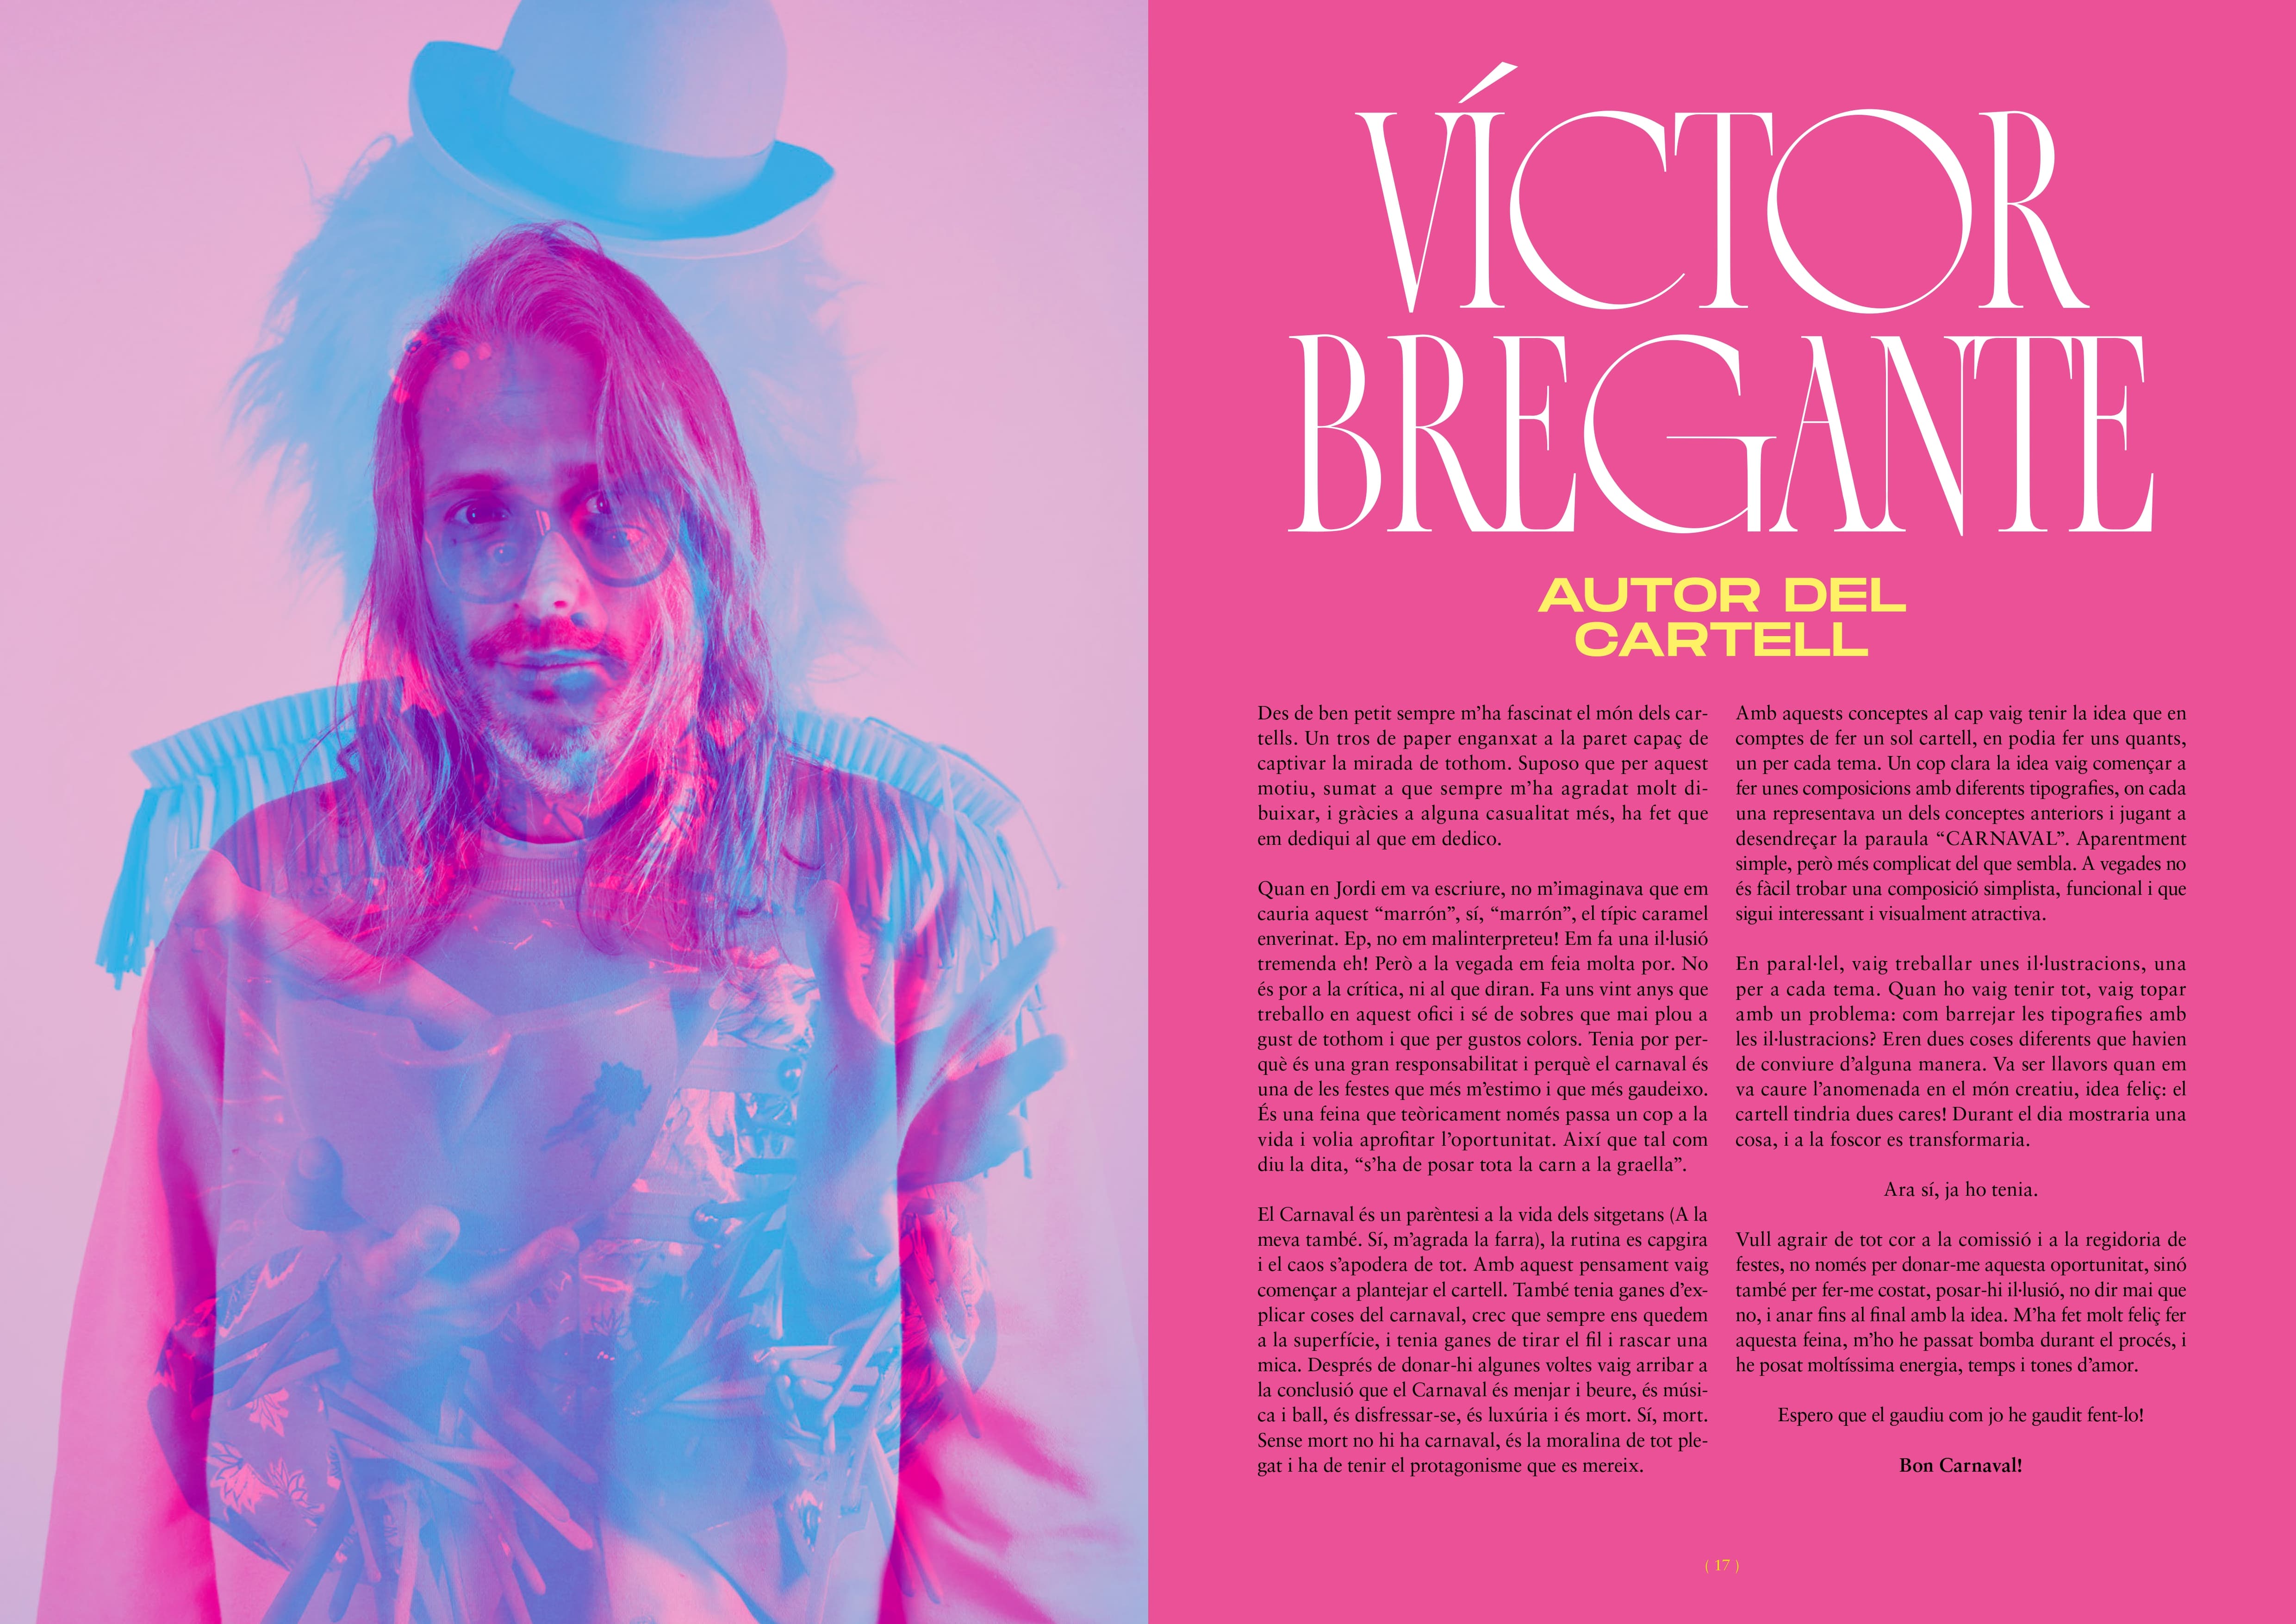 VÍCTOR
BREGANTE
AUTOR DEL
CARTELL
Des de ben petit sempre m’ha fascinat el món dels car-
tells. Un tros de paper enganxat a la paret capaç de
captivar la mirada de tothom. Suposo que per aquest
motiu, sumat a que sempre m’ha agradat molt di-
buixar, i gràcies a alguna casualitat més, ha fet que
em dediqui al que em dedico.
Quan en Jordi em va escriure, no m’imaginava que em
cauria aquest “marrón”, sí, “marrón”, el típic caramel
enverinat. Ep, no em malinterpreteu! Em fa una il·lusió
tremenda eh! Però a la vegada em feia molta por. No
és por a la crítica, ni al que diran. Fa uns vint anys que
treballo en aquest ofici i sé de sobres que mai plou a
gust de tothom i que per gustos colors. Tenia por per-
què és una gran responsabilitat i perquè el carnaval és
una de les festes que més m’estimo i que més gaudeixo.
És una feina que teòricament només passa un cop a la
vida i volia aprofitar l’oportunitat. Així que tal com
diu la dita, “s’ha de posar tota la carn a la graella”.
El Carnaval és un parèntesi a la vida dels sitgetans (A la
meva també. Sí, m’agrada la farra), la rutina es capgira
i el caos s’apodera de tot. Amb aquest pensament vaig
començar a plantejar el cartell. També tenia ganes d’ex-
plicar coses del carnaval, crec que sempre ens quedem
a la superfície, i tenia ganes de tirar el fil i rascar una
mica. Després de donar-hi algunes voltes vaig arribar a
la conclusió que el Carnaval és menjar i beure, és músi-
ca i ball, és disfressar-se, és luxúria i és mort. Sí, mort.
Sense mort no hi ha carnaval, és la moralina de tot ple-
gat i ha de tenir el protagonisme que es mereix.
Amb aquests conceptes al cap vaig tenir la idea que en
comptes de fer un sol cartell, en podia fer uns quants,
un per cada tema. Un cop clara la idea vaig començar a
fer unes composicions amb diferents tipografies, on cada
una representava un dels conceptes anteriors i jugant a
desendreçar la paraula “CARNAVAL”. Aparentment
simple, però més complicat del que sembla. A vegades no
és fàcil trobar una composició simplista, funcional i que
sigui interessant i visualment atractiva.
En paral·lel, vaig treballar unes il·lustracions, una
per a cada tema. Quan ho vaig tenir tot, vaig topar
amb un problema: com barrejar les tipografies amb
les il·lustracions? Eren dues coses diferents que havien
de conviure d’alguna manera. Va ser llavors quan em
va caure l’anomenada en el món creatiu, idea feliç: el
cartell tindria dues cares! Durant el dia mostraria una
cosa, i a la foscor es transformaria.
Ara sí, ja ho tenia.
Vull agrair de tot cor a la comissió i a la regidoria de
festes, no només per donar-me aquesta oportunitat, sinó
també per fer-me costat, posar-hi il·lusió, no dir mai que
no, i anar fins al final amb la idea. M’ha fet molt feliç fer
aquesta feina, m’ho he passat bomba durant el procés, i
he posat moltíssima energia, temps i tones d’amor.
Espero que el gaudiu com jo he gaudit fent-lo!
Bon Carnaval!
( 17 )